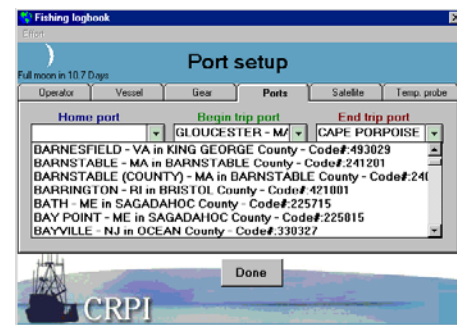 Fishing logbook
Effort
Port setup
Full moon in 10.7 Days
Operator Vessel Gear Ports Satellite Temp. probe
Home port Begin trip port End trip port
GLOUCESTER - MA CAPE PORPOISE
BARNESFIELD - VA in KING GEORGE County - Code#:493029
BARNSTABLE - MA in BARNSTABLE County - Code#:241201
BARNSTABLE (COUNTY) - MA in BARNSTABLE County - Code#:240
BARRINGTON - RI in BRISTOL County - Code#:421001
BATH - ME in SAGADAHOC County - Code#:225715
BAY POINT - ME in SAGADAHOC County - Code#:225815
BAYVILLE - NJ in OCEAN County - Code#:330327
Done
CRPI